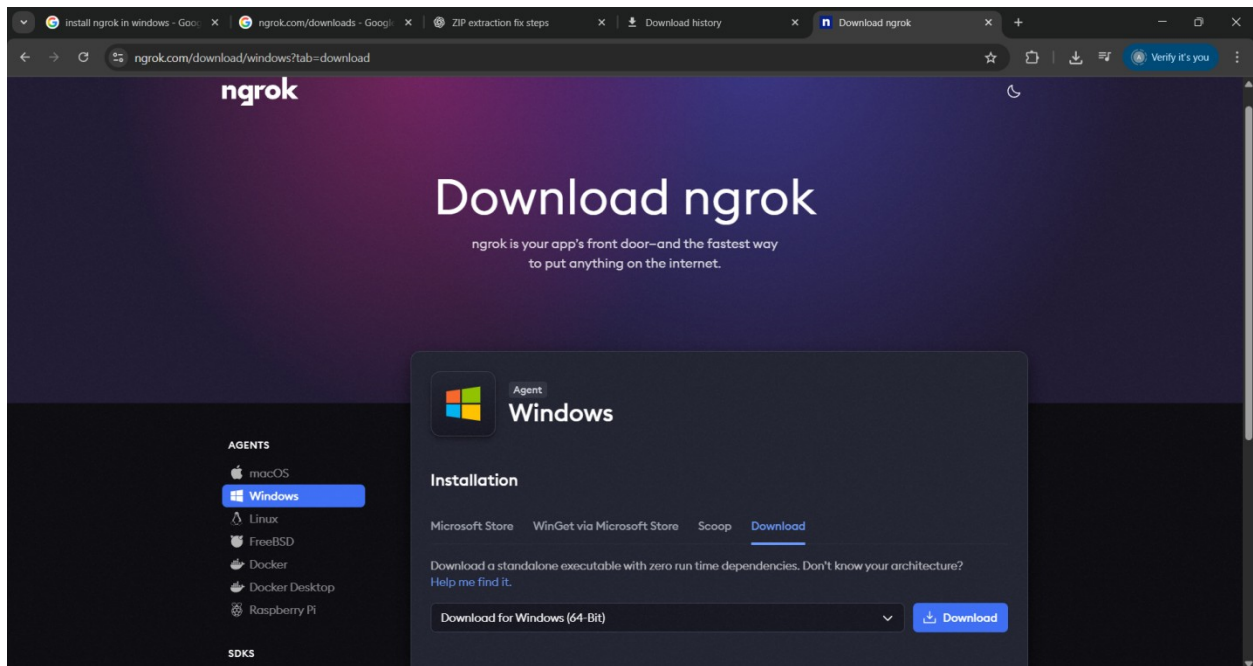 install ngrok in windows - Goog
ngrok.com/downloads - Google
ZIP extraction fix steps
Download history
Download ngrok
ngrok.com/download/windows?tab=download
Verify it's you
ngrok
Download ngrok
ngrok is your app's front door—and the fastest way
to put anything on the internet.
Agent
Windows
AGENTS
macOS
Windows
Linux
FreeBSD
Docker
Docker Desktop
Raspberry Pi
SDKS
Installation
Microsoft Store WinGet via Microsoft Store Scoop Download
Download a standalone executable with zero run time dependencies. Don't know your architecture?
Help me find it.
Download for Windows (64-Bit) Download